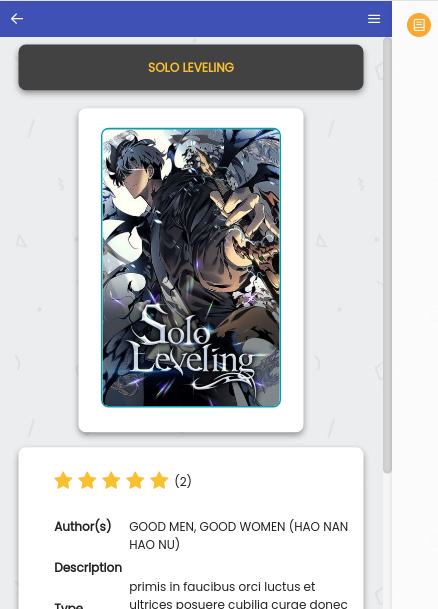 SOLO LEVELING
Solo
Leveling
(2)
Author(s) GOOD MEN, GOOD WOMEN (HAO NAN
HAO NU)
Description
primis in faucibus orci luctus et
Type ultrices posuere cubilia curae donec